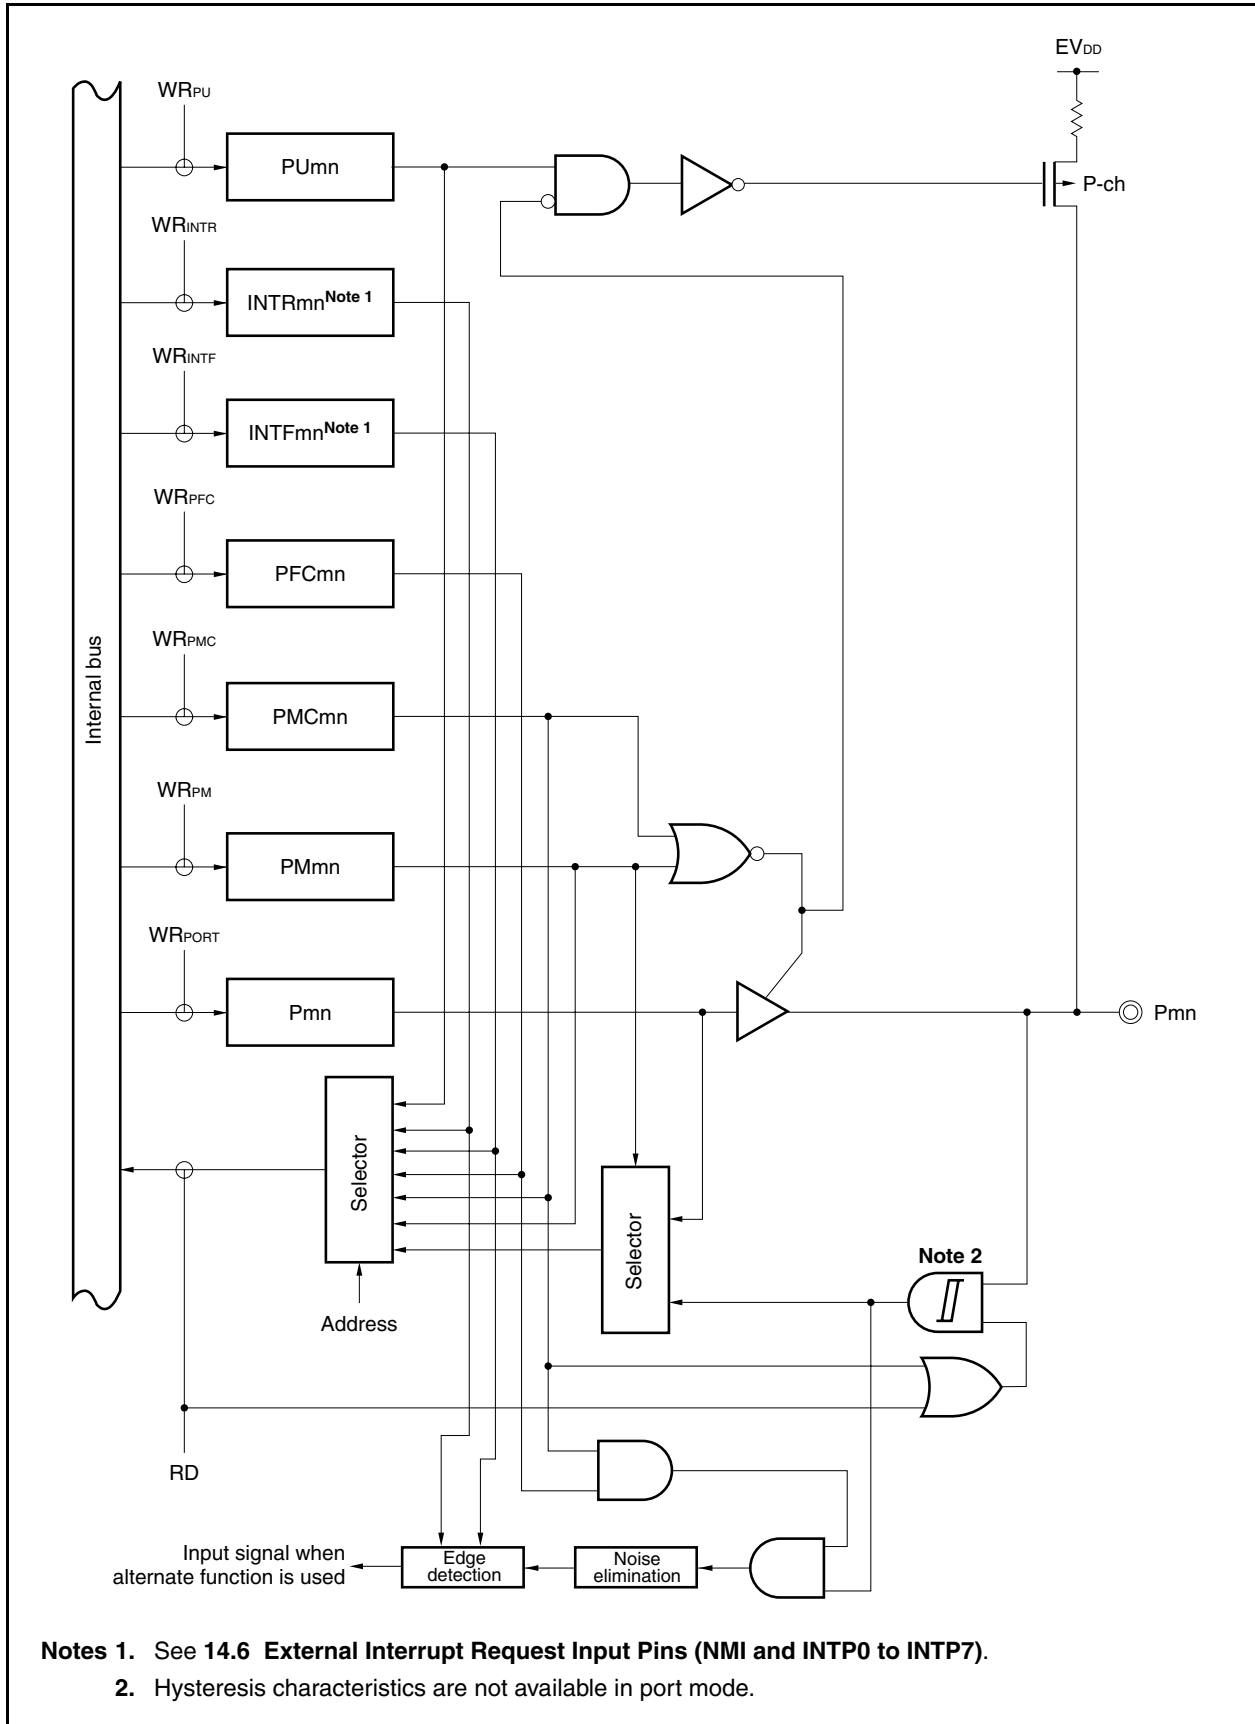 EVDD
WRPU
PUmn
P-ch
WRINTR
INTRmnNote 1
WRINTF
INTFmnNote 1
WRPFC
PFCmn
WRPMC
PMCmn
Internal bus
WRPM
PMmn
WRPORT
Pmn
Pmn
Selector
Selector
Note 2
Address
RD
Input signal when
alternate function is used
Edge
detection
Noise
elimination
Notes 1. See 14.6 External Interrupt Request Input Pins (NMI and INTP0 to INTP7).
2. Hysteresis characteristics are not available in port mode.